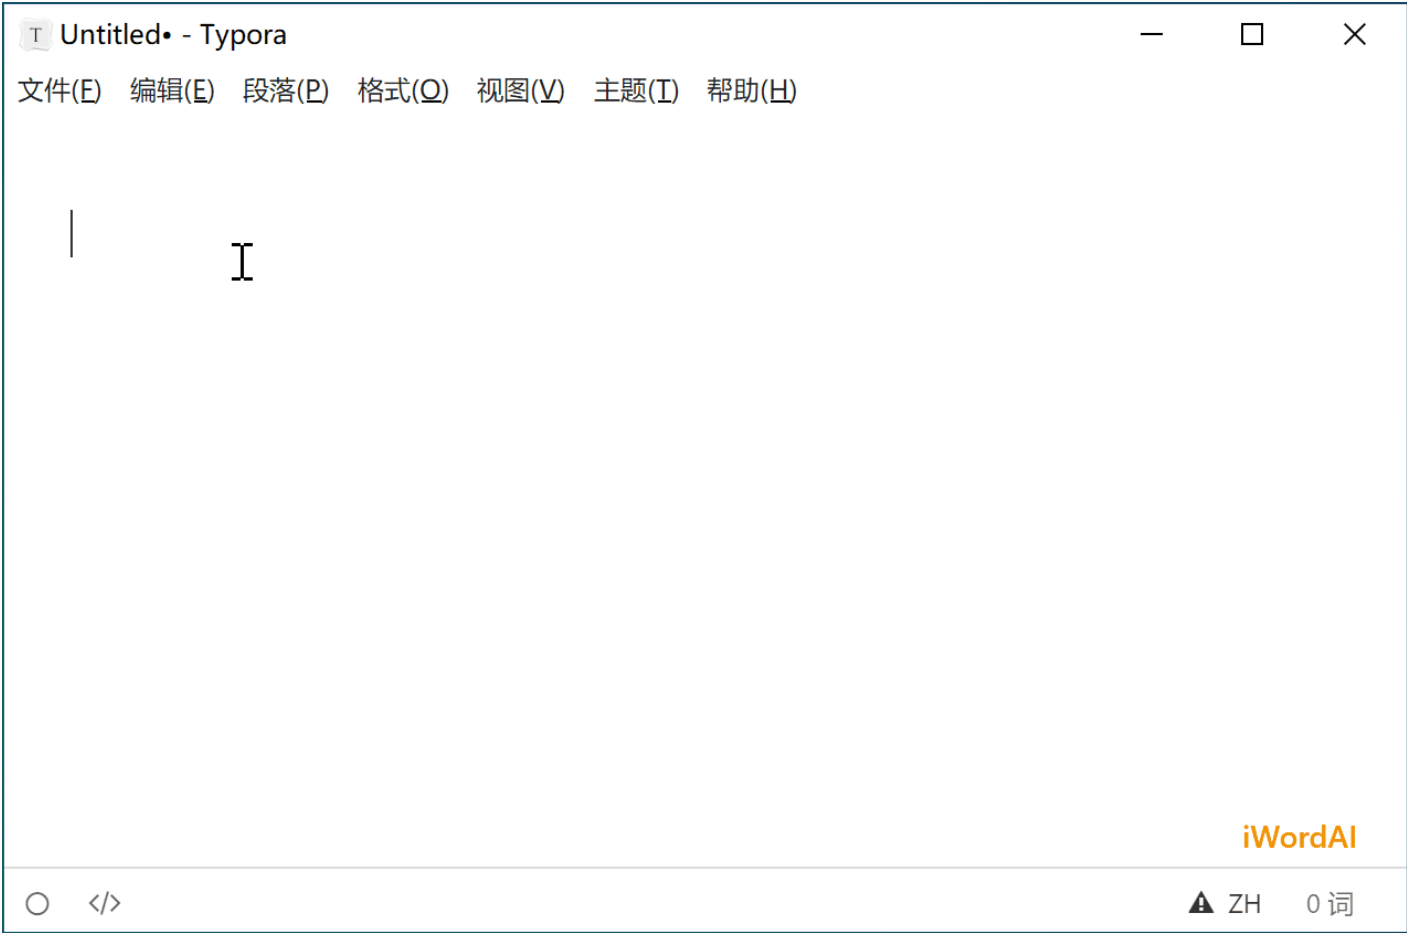 T Untitled• - Typora
文件(F) 编辑(E) 段落(P) 格式(O) 视图(V) 主题(T) 帮助(H)
iWordAI
</> ZH 0 词